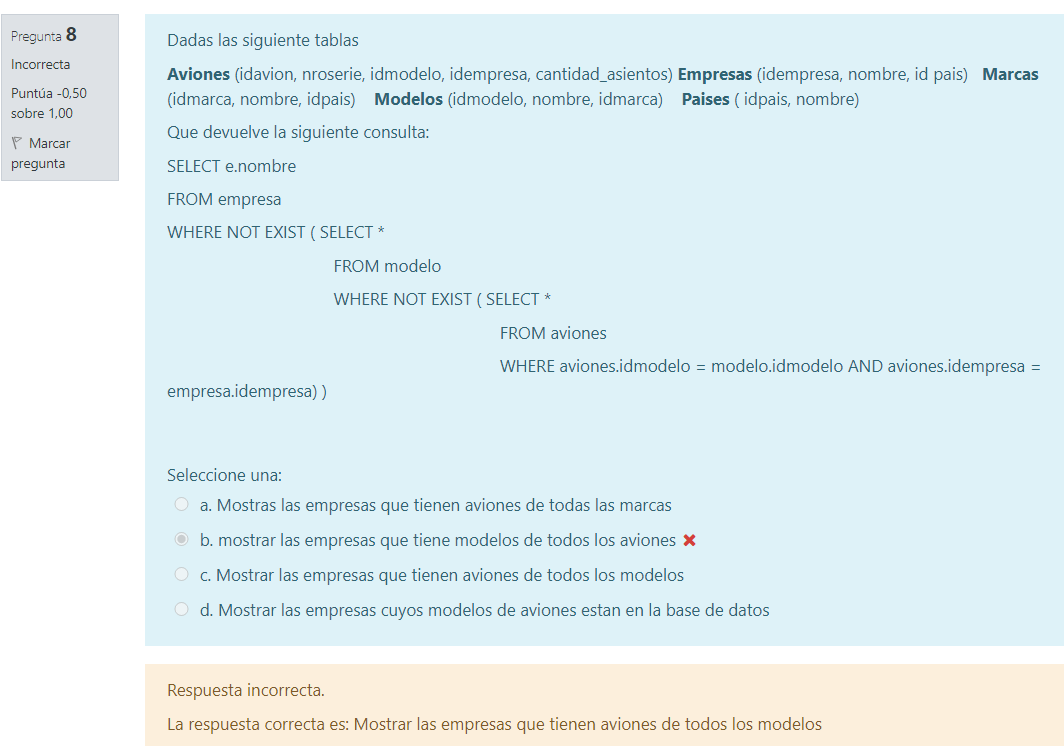 Pregunta 8
Incorrecta
Puntúa -0,50
sobre 1,00
Marcar
pregunta
Dadas las siguiente tablas
Aviones (idavion, nroserie, idmodelo, idempresa, cantidad_asientos) Empresas (idempresa, nombre, id pais) Marcas
(idmarca, nombre, idpais) Modelos (idmodelo, nombre, idmarca) Paises ( idpais, nombre)
Que devuelve la siguiente consulta:
SELECT e.nombre
FROM empresa
WHERE NOT EXIST ( SELECT *
FROM modelo
WHERE NOT EXIST ( SELECT *
FROM aviones
WHERE aviones.idmodelo = modelo.idmodelo AND aviones.idempresa =
empresa.idempresa) )
Seleccione una:
a. Mostras las empresas que tienen aviones de todas las marcas
b. mostrar las empresas que tiene modelos de todos los aviones
c. Mostrar las empresas que tienen aviones de todos los modelos
d. Mostrar las empresas cuyos modelos de aviones estan en la base de datos
Respuesta incorrecta.
La respuesta correcta es: Mostrar las empresas que tienen aviones de todos los modelos